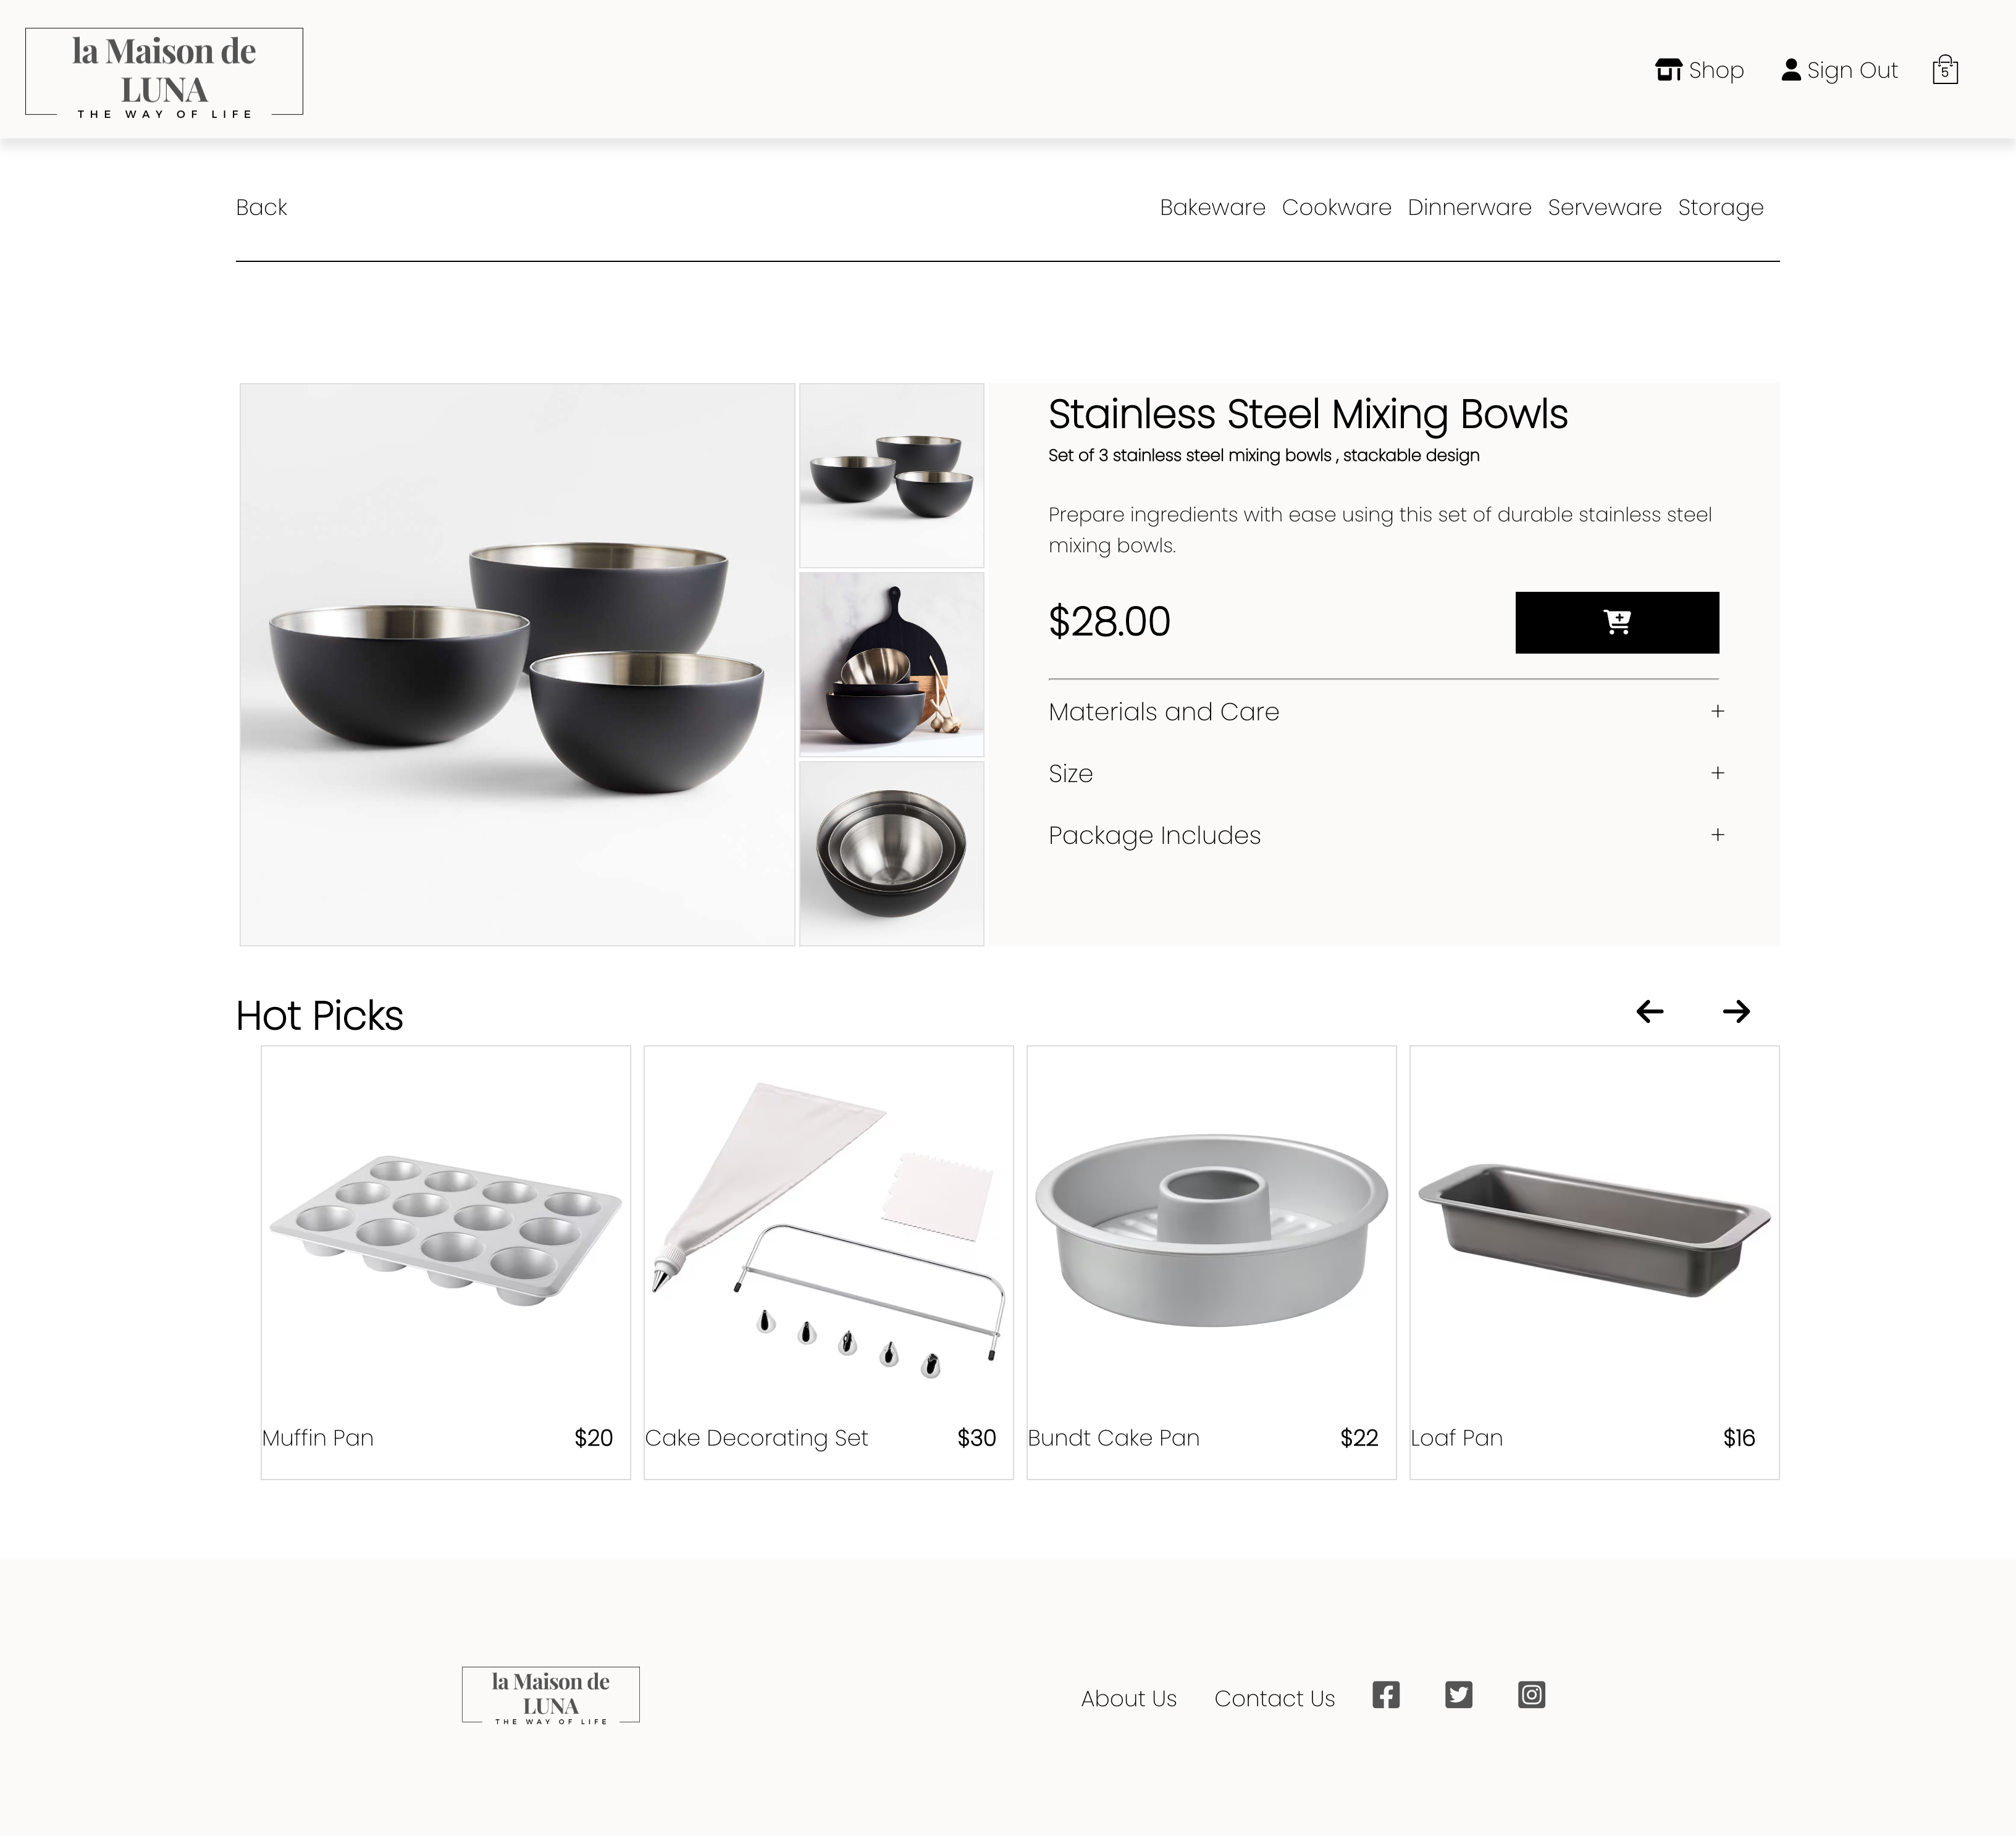 la Maison de
LUNA
THE WAY OF LIFE
Shop
Sign Out
5
Back
Bakeware
Cookware
Dinnerware
Serveware
Storage
Stainless Steel Mixing Bowls
Set of 3 stainless steel mixing bowls , stackable design
Prepare ingredients with ease using this set of durable stainless steel
mixing bowls.
$28.00
Materials and Care +
Size +
Package Includes +
Hot Picks
Muffin Pan $20
Cake Decorating Set $30
Bundt Cake Pan $22
Loaf Pan $16
la Maison de
LUNA
THE WAY OF LIFE
About Us
Contact Us